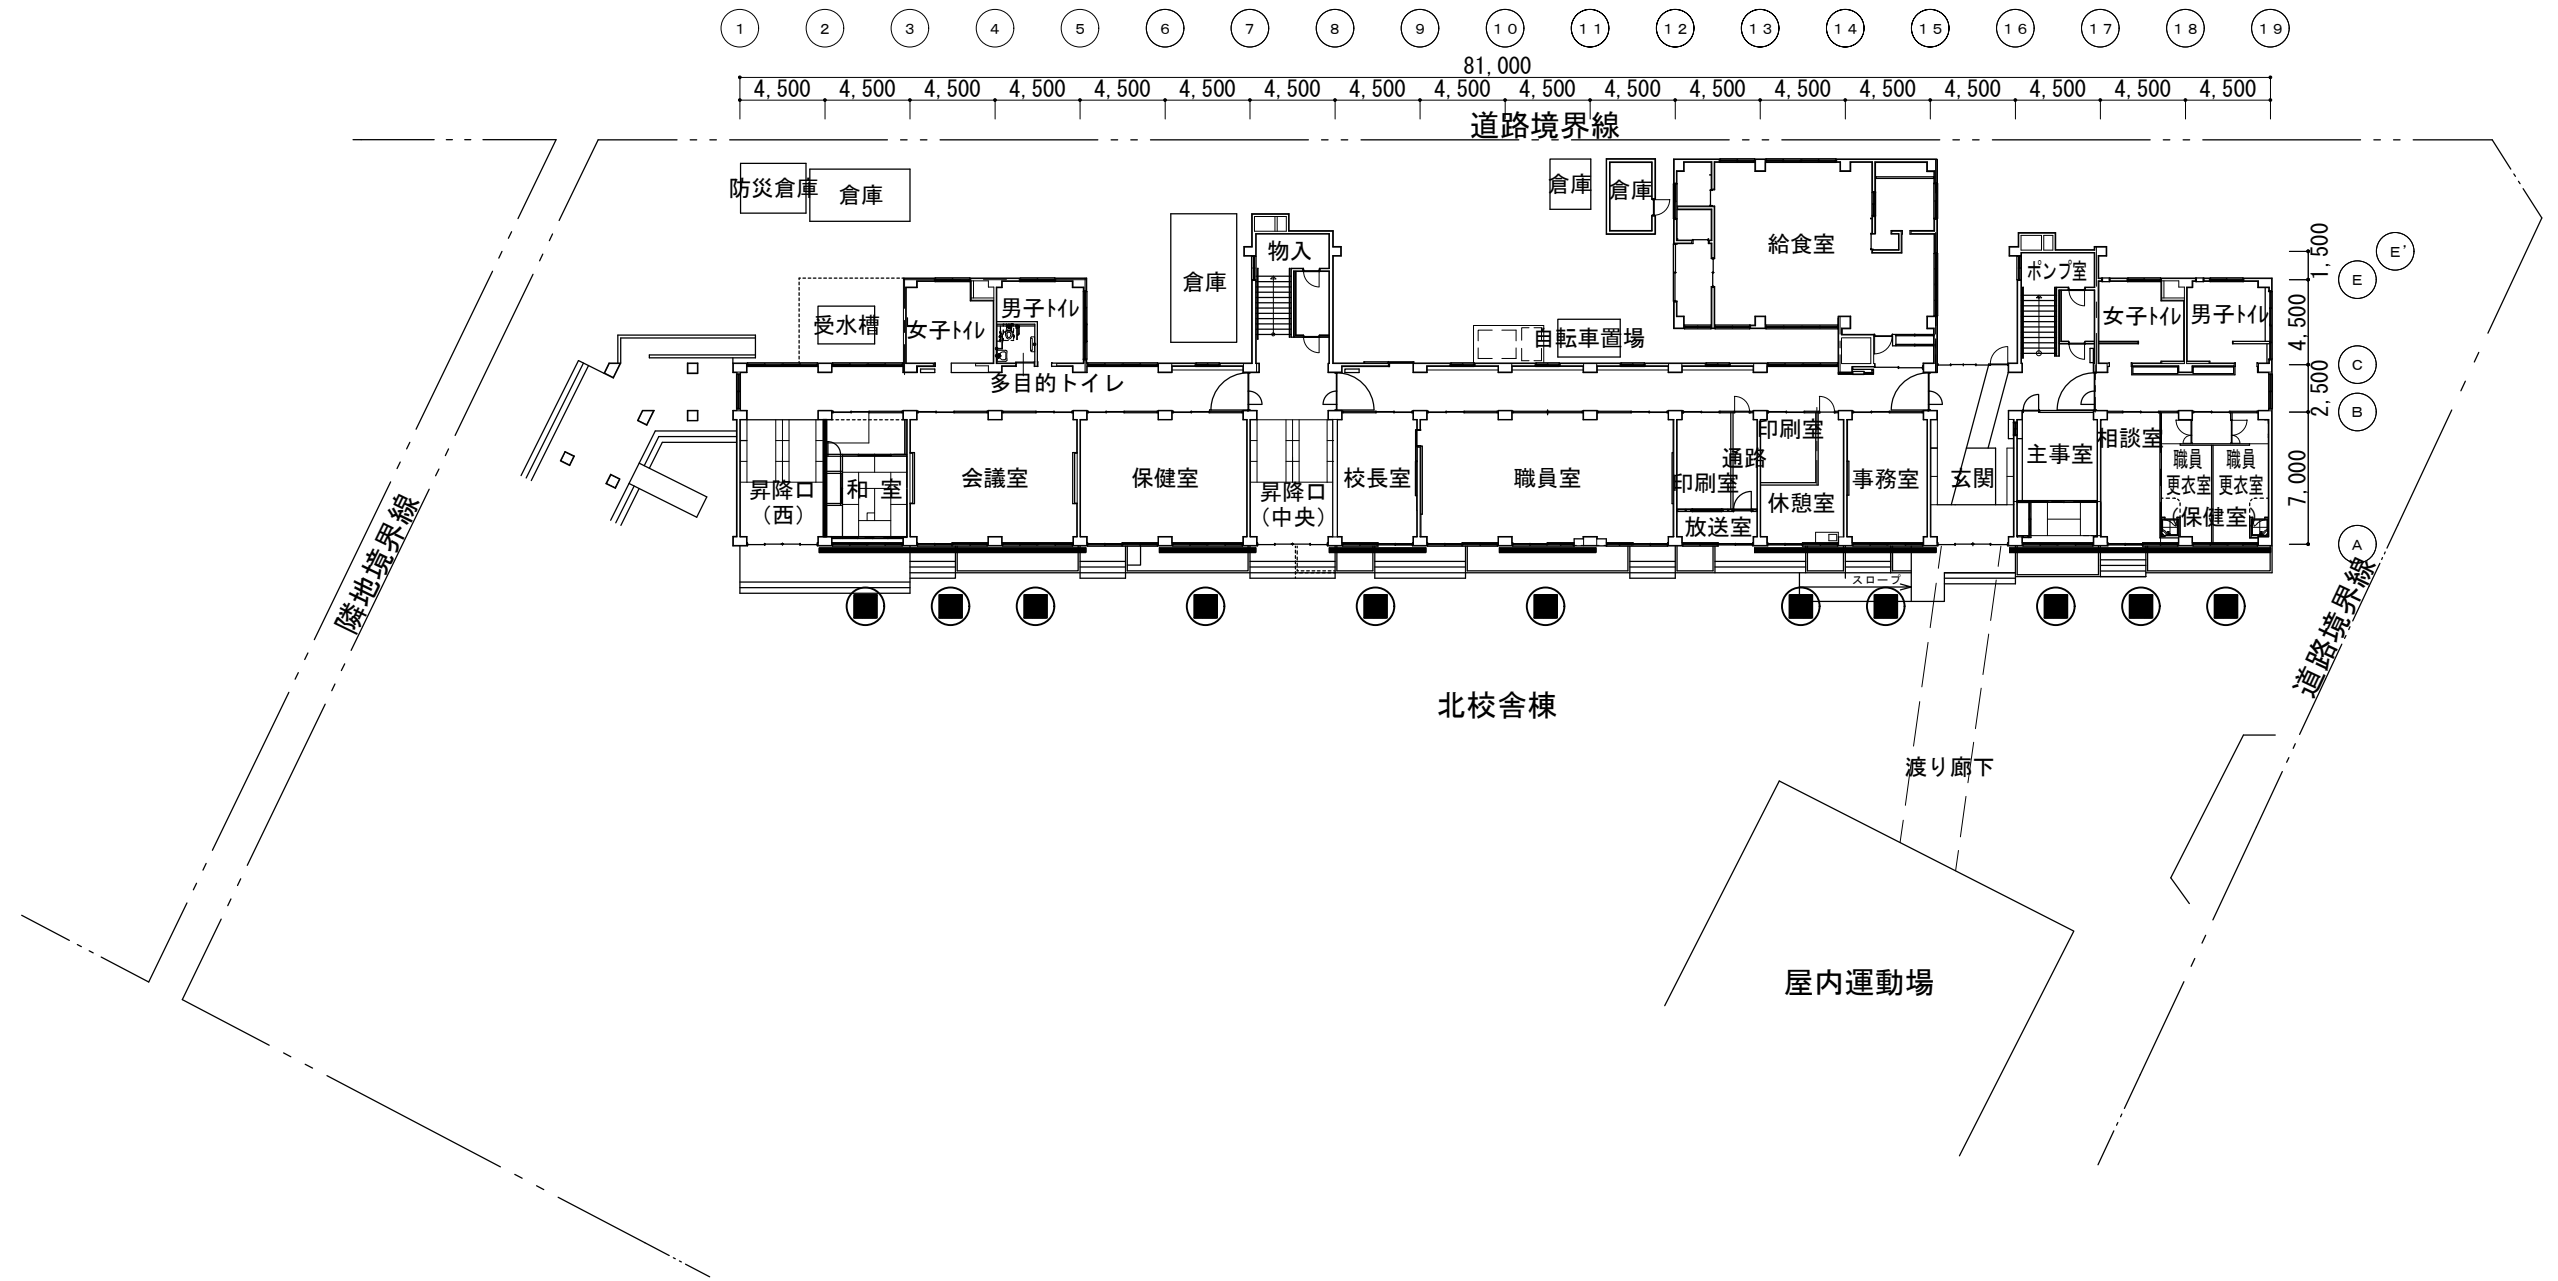 1 2 3 4 5 6 7 8 9 10 11 12 13 14 15 16 17 18 19
81,000
4,500 4,500 4,500 4,500 4,500 4,500 4,500 4,500 4,500 4,500 4,500 4,500 4,500 4,500 4,500 4,500 4,500 4,500
道路境界線
防災倉庫
倉庫
倉庫
倉庫
給食室
物入
倉庫
ポンプ室
1,500
E'
E
受水槽
女子トイレ
男子トイレ
自転車置場
女子トイレ
男子トイレ
4,500
C
多目的トイレ
2,500
B
昇降口
(西)
和 室
会議室
保健室
昇降口
(中央)
校長室
職員室
印刷室
通路
印刷室
放送室
休憩室
事務室
玄関
主事室
相談室
職員
更衣室
職員
更衣室
(保健室)
7,000
A
スロープ
隣地境界線
道路境界線
北校舎棟
渡り廊下
屋内運動場